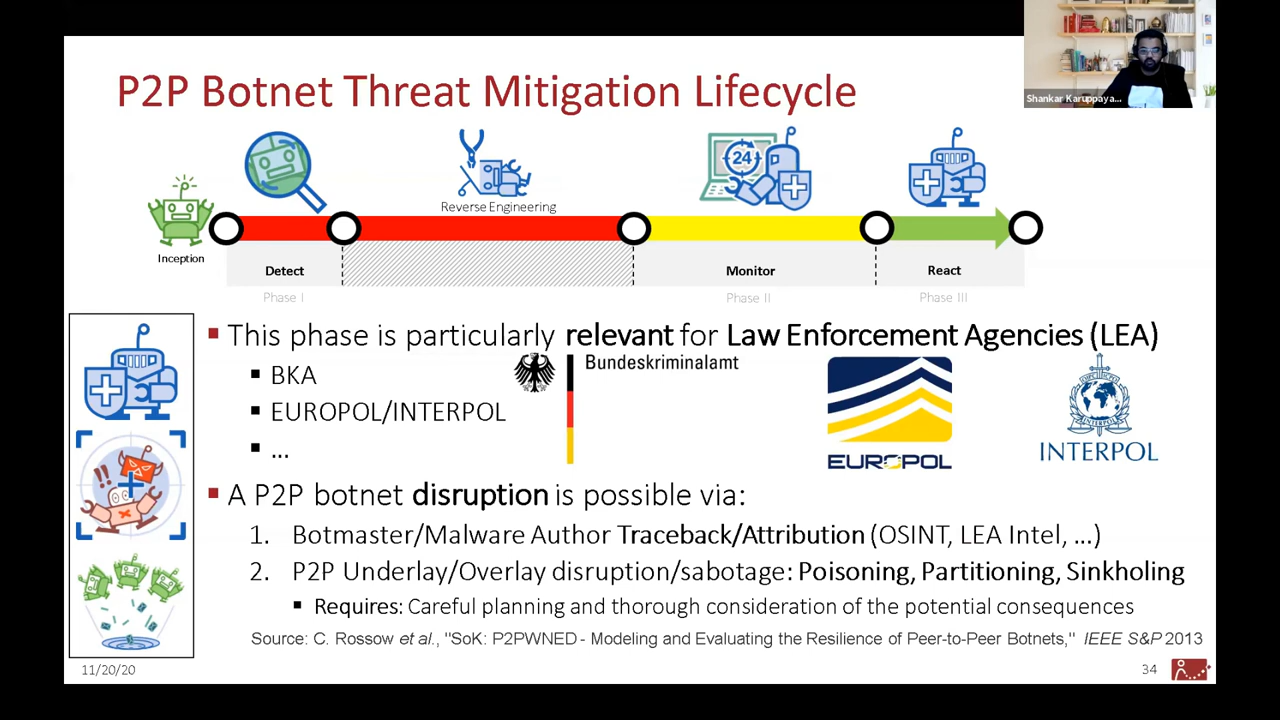 P2P Botnet Threat Mitigation Lifecycle
Shankar Karuppaya...
24
Reverse Engineering
Inception
Detect
Monitor
React
Phase I
Phase II
Phase III
▪ This phase is particularly relevant for Law Enforcement Agencies (LEA)
▪ BKA
▪ EUROPOL/INTERPOL
▪ ...
Bundeskriminalamt
EUROPOL
INTERPOL
▪ A P2P botnet disruption is possible via:
1. Botmaster/Malware Author Traceback/Attribution (OSINT, LEA Intel, ...)
2. P2P Underlay/Overlay disruption/sabotage: Poisoning, Partitioning, Sinkholing
▪ Requires: Careful planning and thorough consideration of the potential consequences
Source: C. Rossow et al., "SoK: P2PWNED - Modeling and Evaluating the Resilience of Peer-to-Peer Botnets," IEEE S&P 2013
11/20/20
34